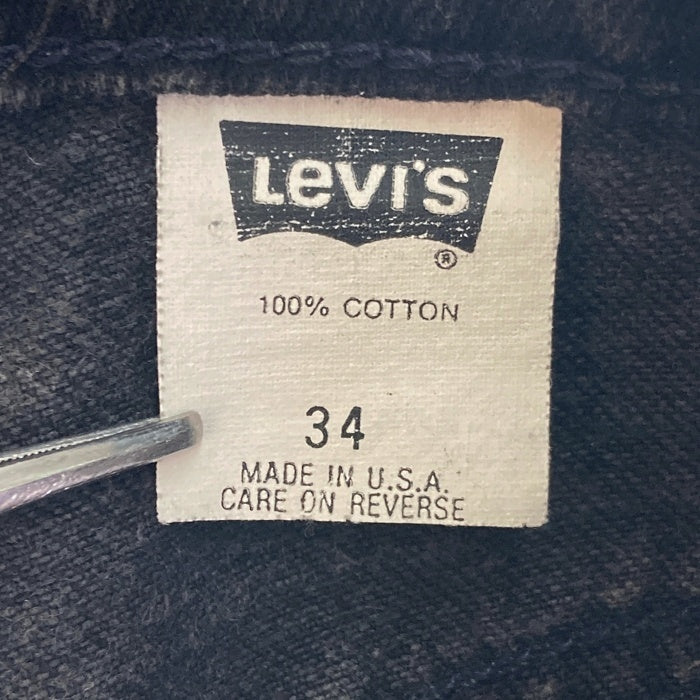 Levi's
®
100% COTTON
34
MADE IN U.S.A.
CARE ON REVERSE